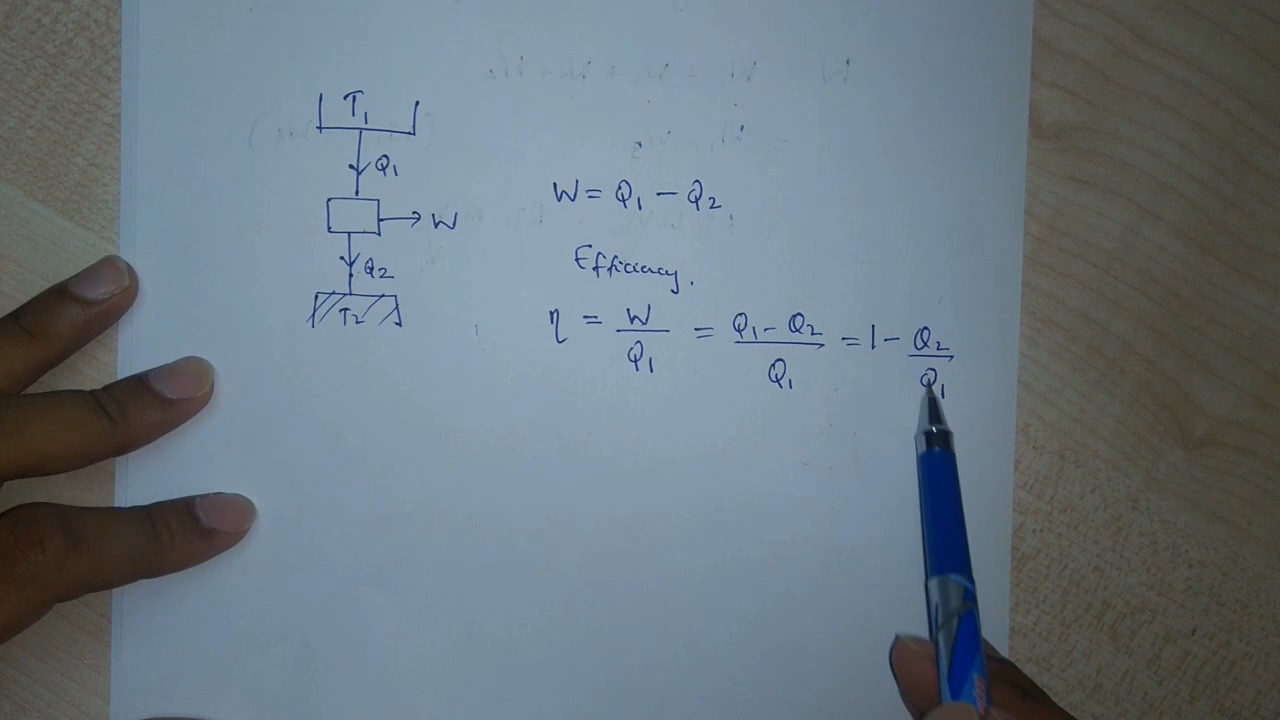 T₁
Q₁
W
Q₂
T₂
W = Q₁ - Q₂
Efficiency.
η = W/Q₁ = Q₁ - Q₂/Q₁ = 1 - Q₂/Q₁